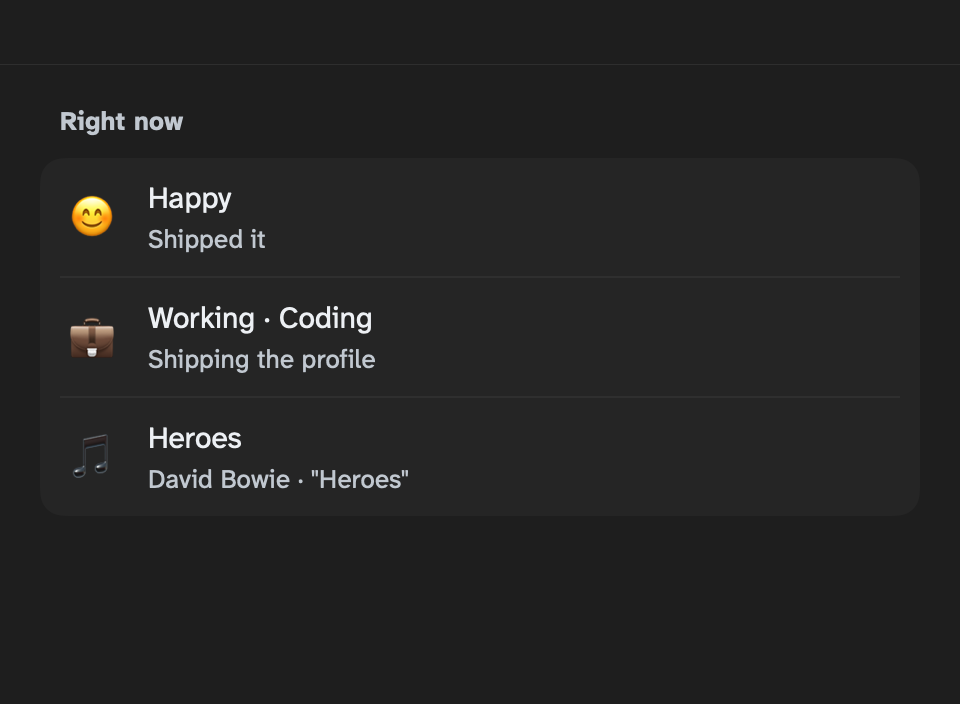 Right now
Happy
Shipped it
Working · Coding
Shipping the profile
Heroes
David Bowie · "Heroes"